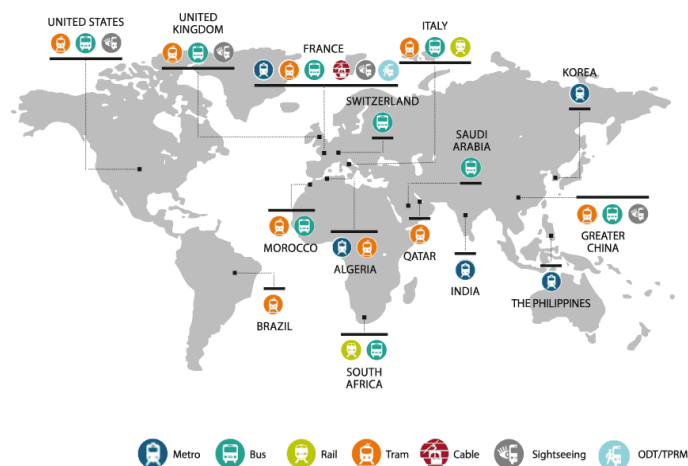 UNITED STATES
UNITED
KINGDOM
FRANCE
ITALY
KOREA
SWITZERLAND
SAUDI
ARABIA
MOROCCO
ALGERIA
QATAR
INDIA
GREATER
CHINA
THE PHILIPPINES
BRAZIL
SOUTH
AFRICA
Metro
Bus
Rail
Tram
Cable
Sightseeing
ODT/TPRM